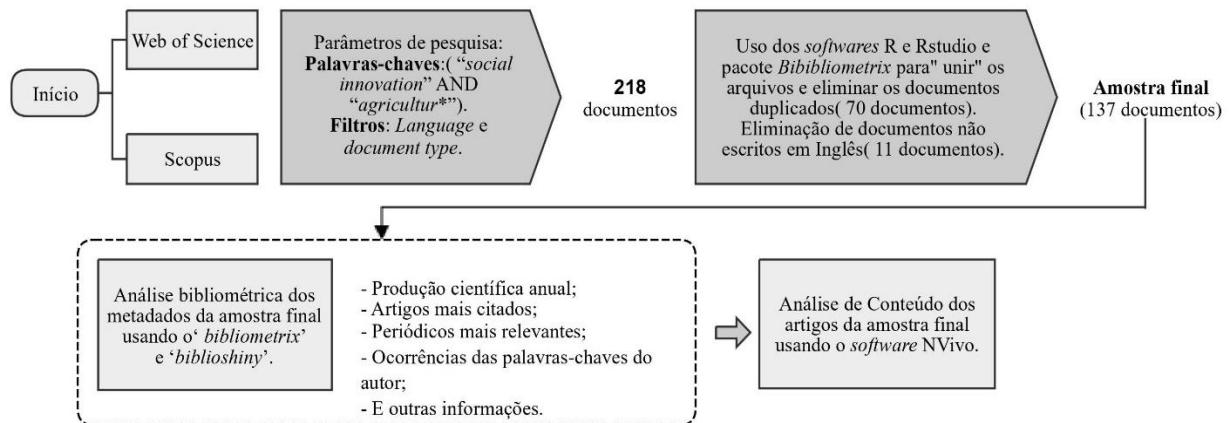 Início
Web of Science
Scopus
Parâmetros de pesquisa:
Palavras-chaves:( “social
innovation” AND
“agricultur*”).
Filtros: Language e
document type.
218
documentos
Uso dos softwares R e Rstudio e
pacote Bibibliometrix para" unir" os
arquivos e eliminar os documentos
duplicados( 70 documentos).
Eliminação de documentos não
escritos em Inglês( 11 documentos).
Amostra final
(137 documentos)
Análise bibliométrica dos
metadados da amostra final
usando o‘ bibliometrix’
e ‘biblioshiny’.
- Produção científica anual;
- Artigos mais citados;
- Periódicos mais relevantes;
- Ocorrências das palavras-chaves do
autor;
- E outras informações.
Análise de Conteúdo dos
artigos da amostra final
usando o software NVivo.